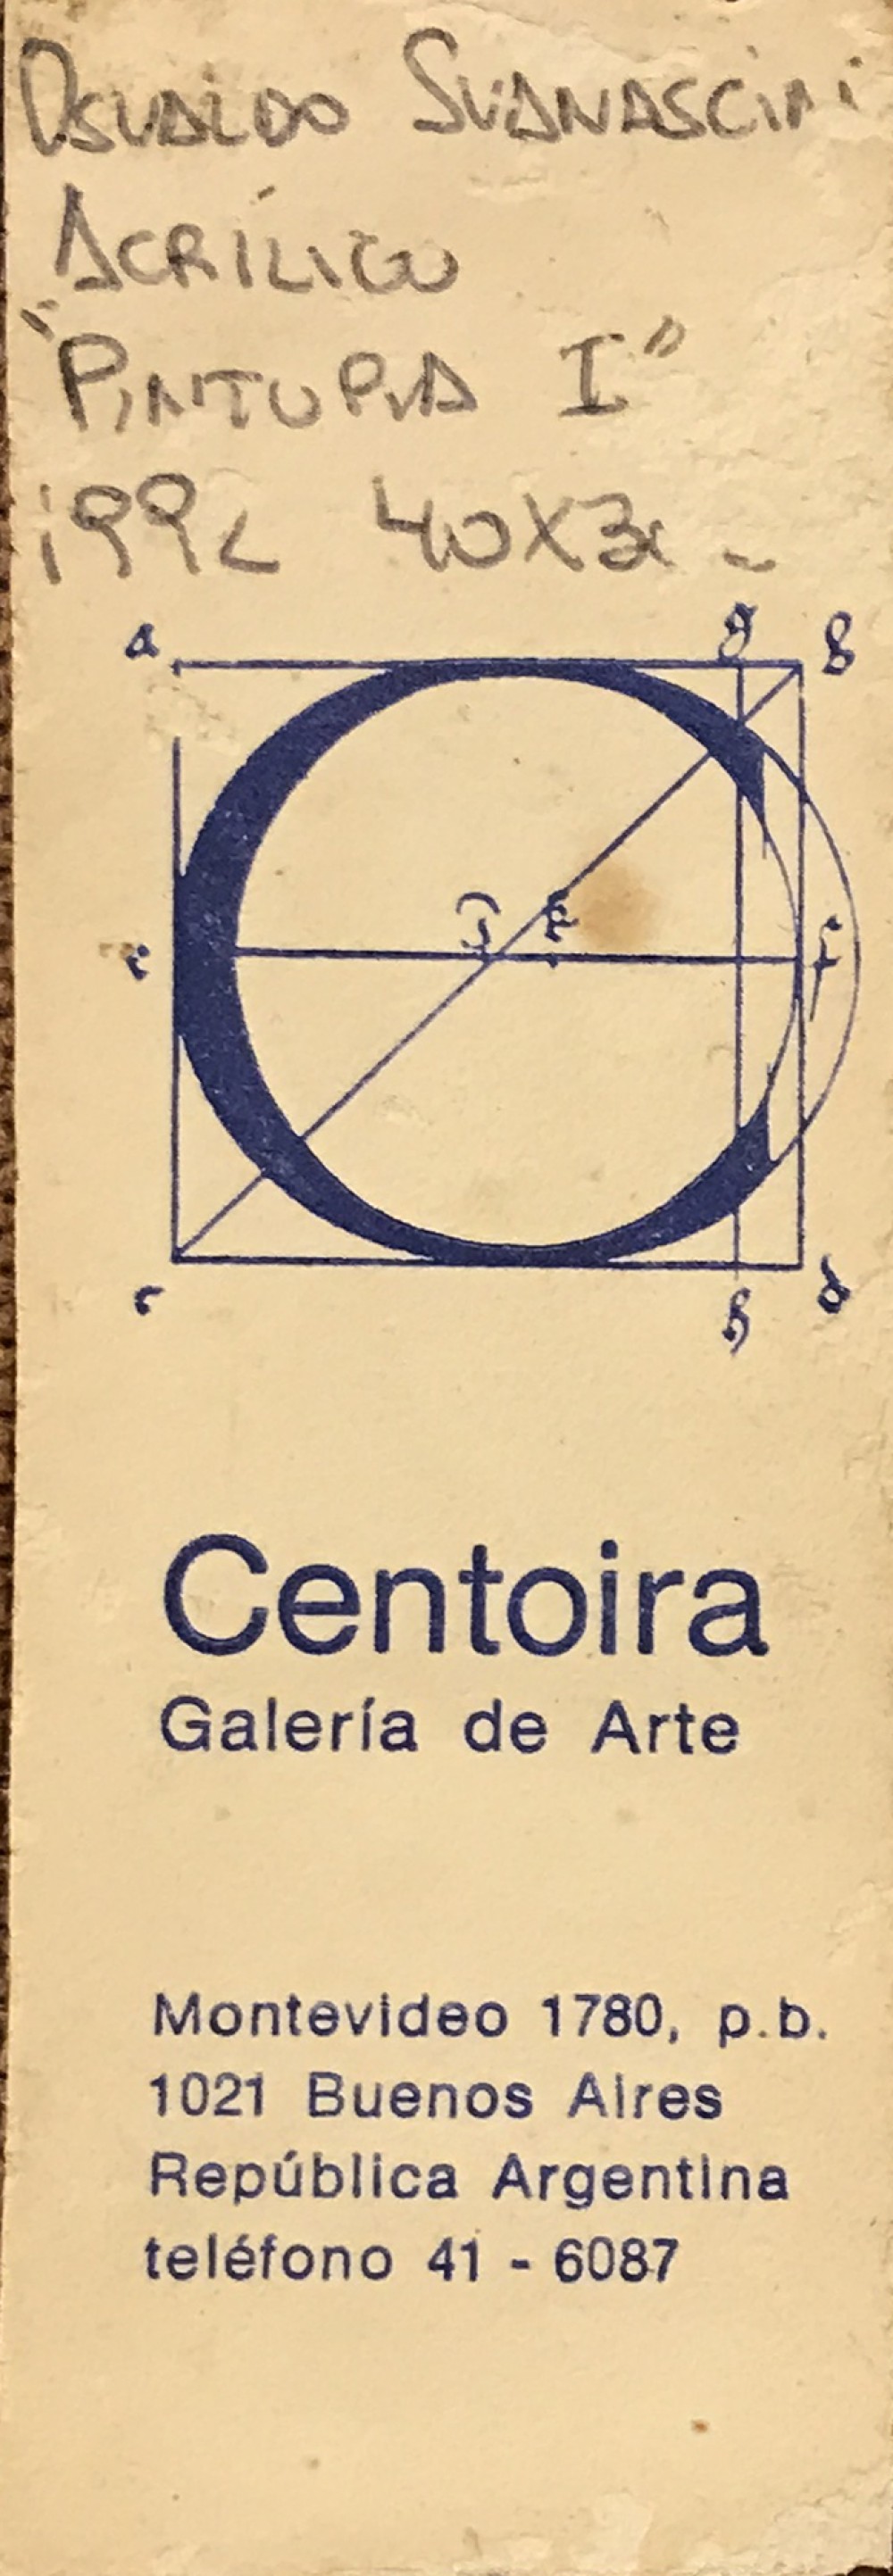 Osvaldo Svanascini
Acrílico
"Pintura I"
1992 40x30
a g b
i k
e f
c h d
Centoira
Galería de Arte
Montevideo 1780, p.b.
1021 Buenos Aires
República Argentina
teléfono 41 - 6087